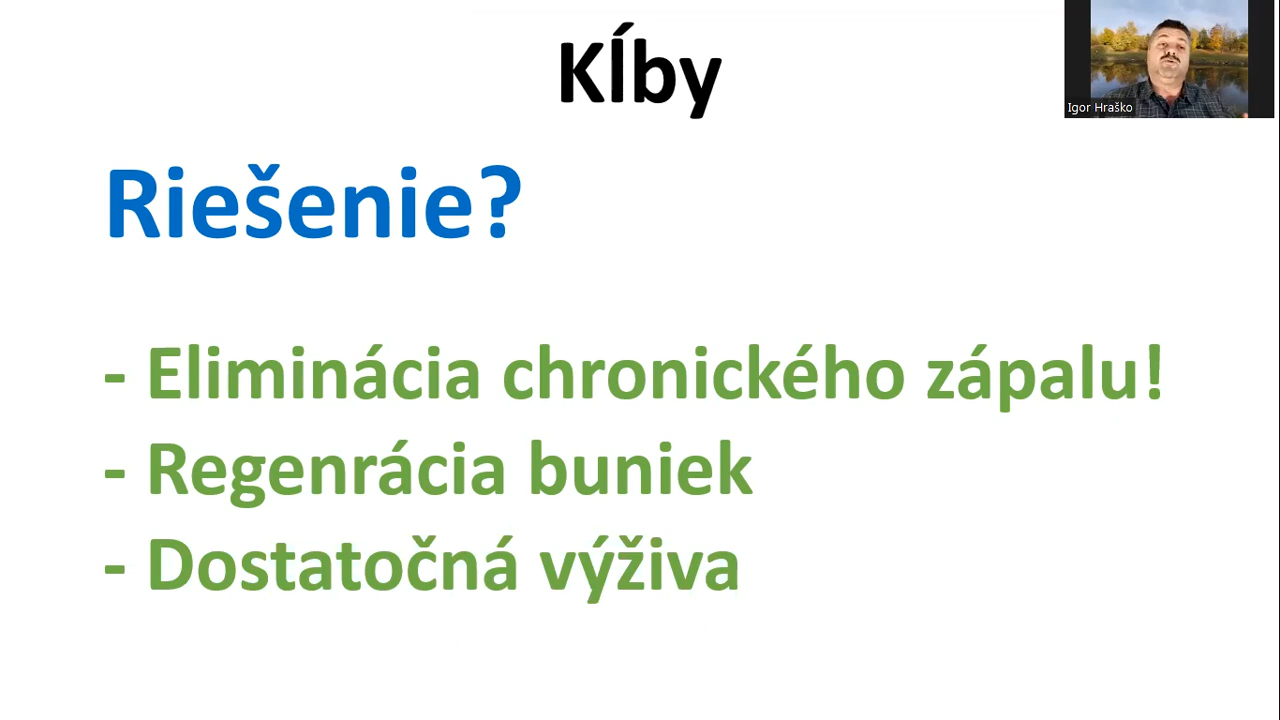 Kĺby
Igor Hraško
Riešenie?
- Eliminácia chronického zápalu!
- Regenrácia buniek
- Dostatočná výživa